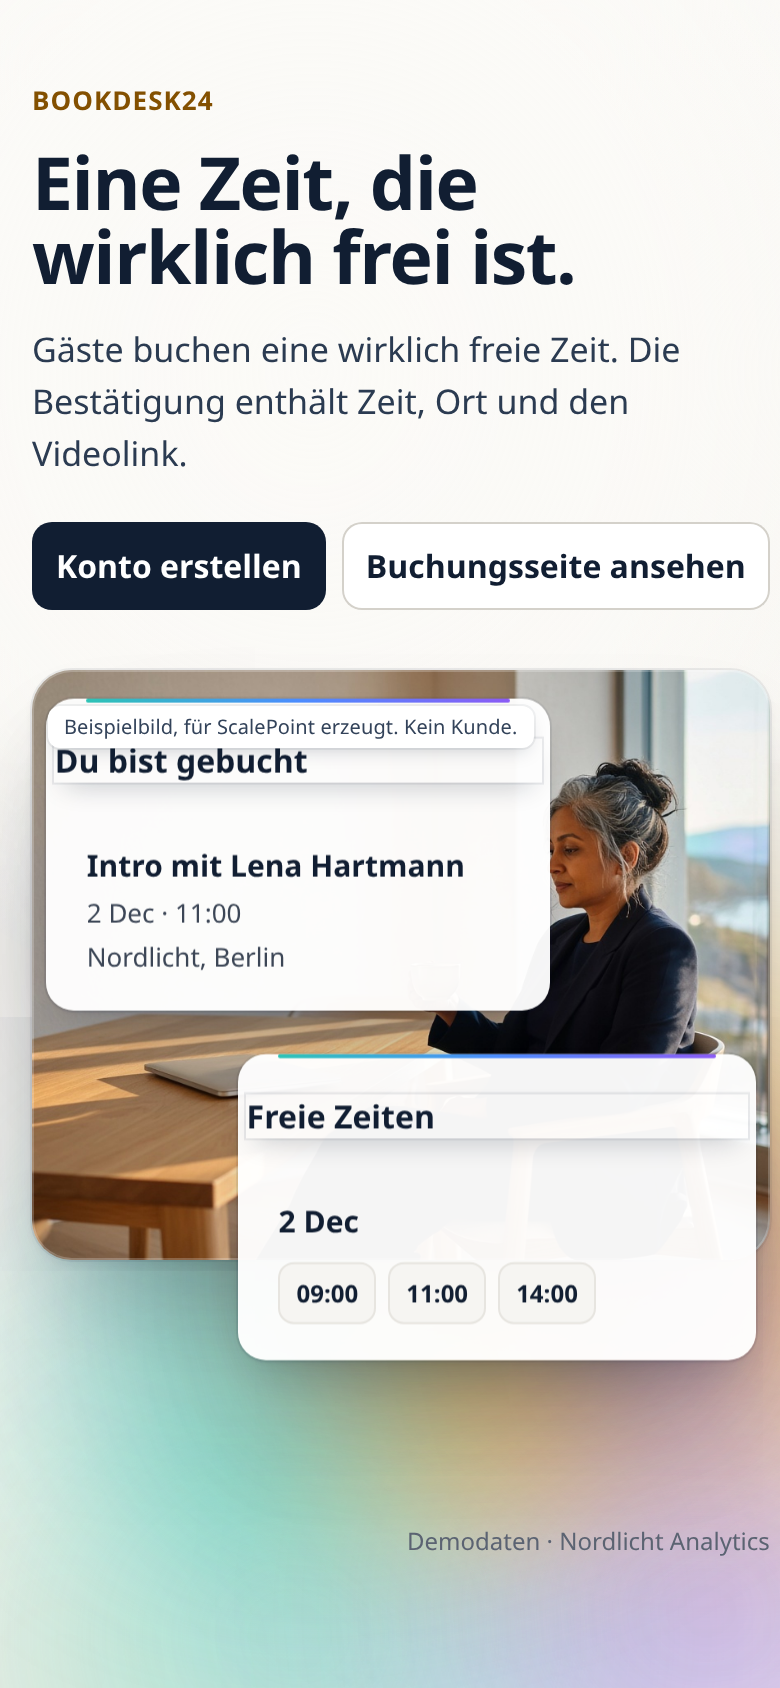 BOOKDESK24
Eine Zeit, die
wirklich frei ist.
Gäste buchen eine wirklich freie Zeit. Die
Bestätigung enthält Zeit, Ort und den
Videolink.
Konto erstellen
Buchungsseite ansehen
Beispielbild, für ScalePoint erzeugt. Kein Kunde.
Du bist gebucht
Intro mit Lena Hartmann
2 Dec · 11:00
Nordlicht, Berlin
Freie Zeiten
2 Dec
09:00
11:00
14:00
Demodaten · Nordlicht Analytics